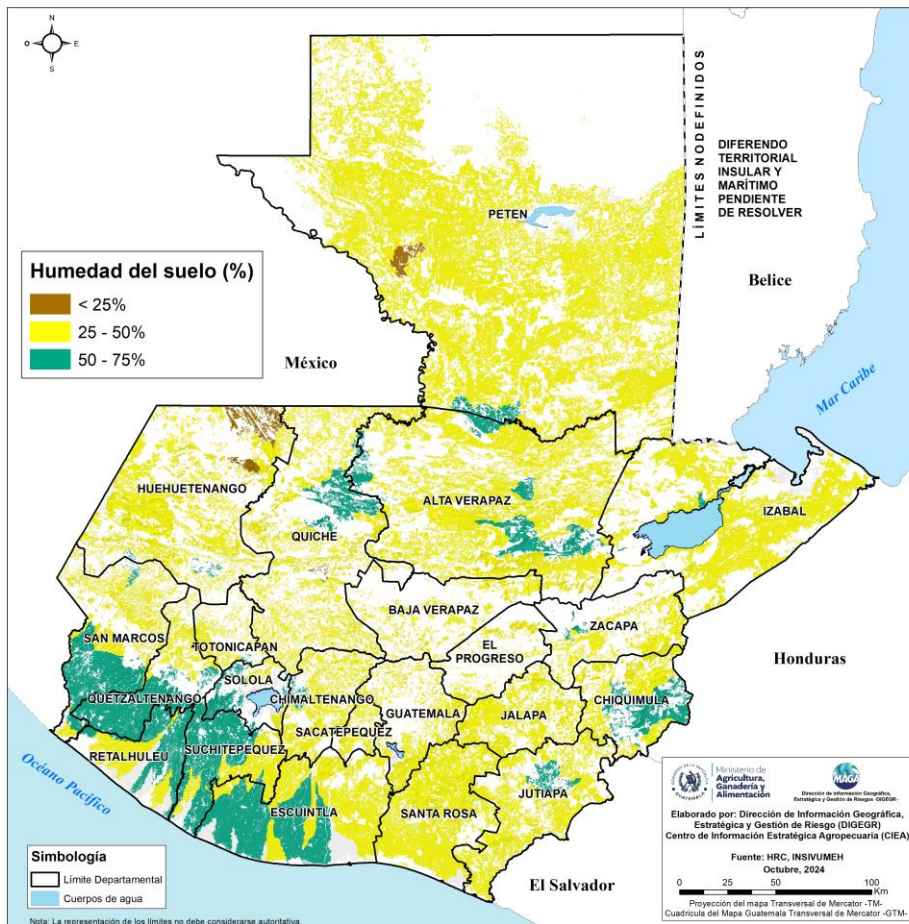 N
O
E
S
LÍMITES NODEFINIDOS
DIFERENDO
TERRITORIAL
INSULAR Y
MARÍTIMO
PENDIENTE
DE RESOLVER
PETEN
Humedad del suelo (%)
< 25%
25 - 50%
50 - 75%
Belice
México
Mar Caribe
HUEHUETENANGO
ALTA VERAPAZ
IZABAL
QUICHE
BAJA VERAPAZ
ZACAPA
SAN MARCOS
TOTONICAPAN
EL
PROGRESO
Honduras
SOLOLA
QUETZALTENANGO
CHIMALTENANGO
CHIQUIMULA
GUATEMALA
JALAPA
SACATEPEQUEZ
RETALHULEU
SUCHITEPEQUEZ
Océano Pacífico
ESCUINTLA
SANTA ROSA
JUTIAPA
El Salvador
Simbología
Límite Departamental
Cuerpos de agua
Nota: La representación de los límites no debe considerarse autoritativa.
Ministerio de
Agricultura,
Ganadería y
Alimentación
MAGA
Dirección de Información Geográfica,
Estratégica y Gestión de Riesgos -DIGEGR-
Elaborado por: Dirección de Información Geográfica,
Estratégica y Gestión de Riesgo (DIGEGR)
Centro de Información Estratégica Agropecuaria (CIEA)
Fuente: HRC, INSIVUMEH
Octubre, 2024
0 50 100
Km
Proyección del mapa Transversal de Mercator -TM-
Cuadrícula del Mapa Guatemala Transversal de Mercator -GTM-